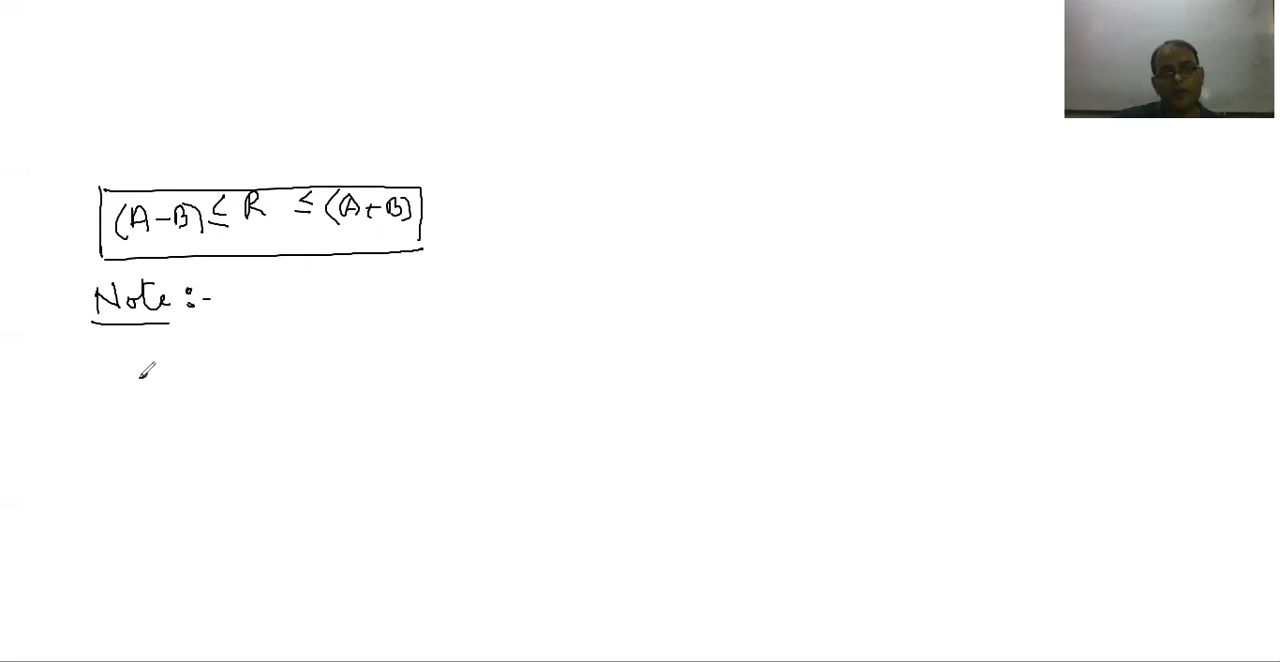 (A-B) ≤ R ≤ (A+B)
Note :-